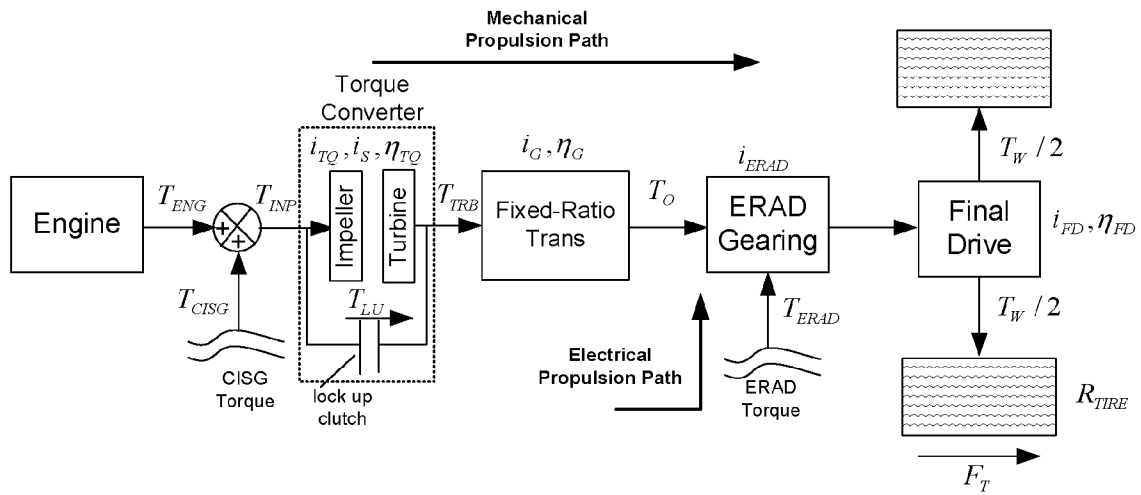 Mechanical
Propulsion Path
Torque
Converter
i_TQ, i_S, η_TQ
i_G, η_G
i_ERAD
T_W / 2
Engine
T_ENG
+
+
T_INP
Impeller
Turbine
T_TRB
Fixed-Ratio
Trans
T_O
ERAD
Gearing
Final
Drive
i_FD, η_FD
T_CISG
T_LU
T_ERAD
T_W / 2
CISG
Torque
lock up
clutch
Electrical
Propulsion Path
ERAD
Torque
R_TIRE
F_T